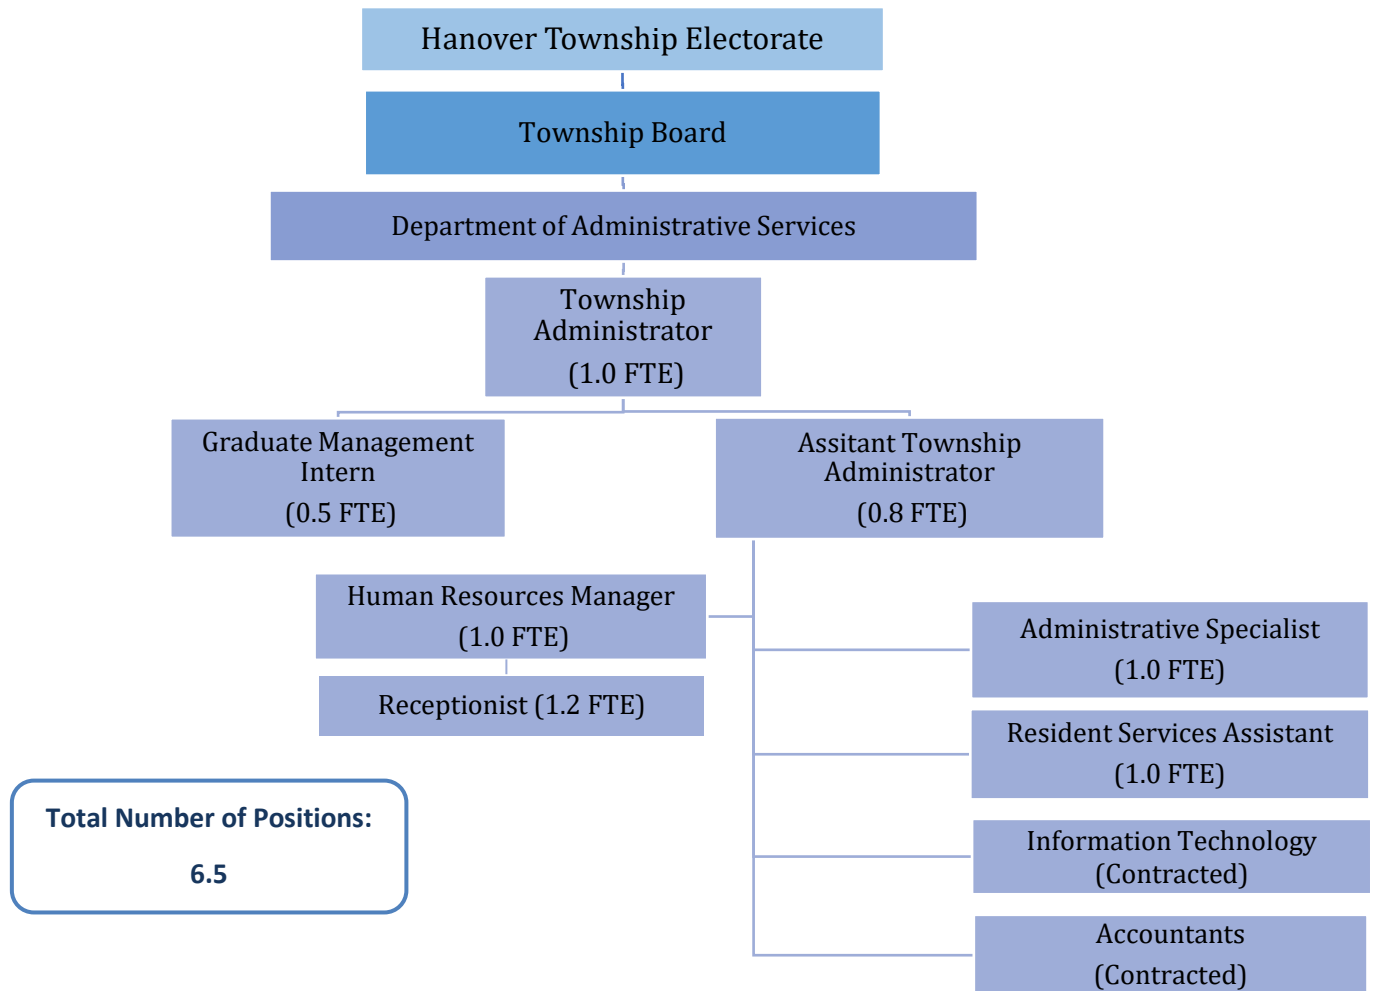 Hanover Township Electorate
Township Board
Department of Administrative Services
Township
Administrator
(1.0 FTE)
Graduate Management
Intern
(0.5 FTE)
Assitant Township
Administrator
(0.8 FTE)
Human Resources Manager
(1.0 FTE)
Receptionist (1.2 FTE)
Administrative Specialist
(1.0 FTE)
Resident Services Assistant
(1.0 FTE)
Information Technology
(Contracted)
Accountants
(Contracted)
Total Number of Positions:
6.5